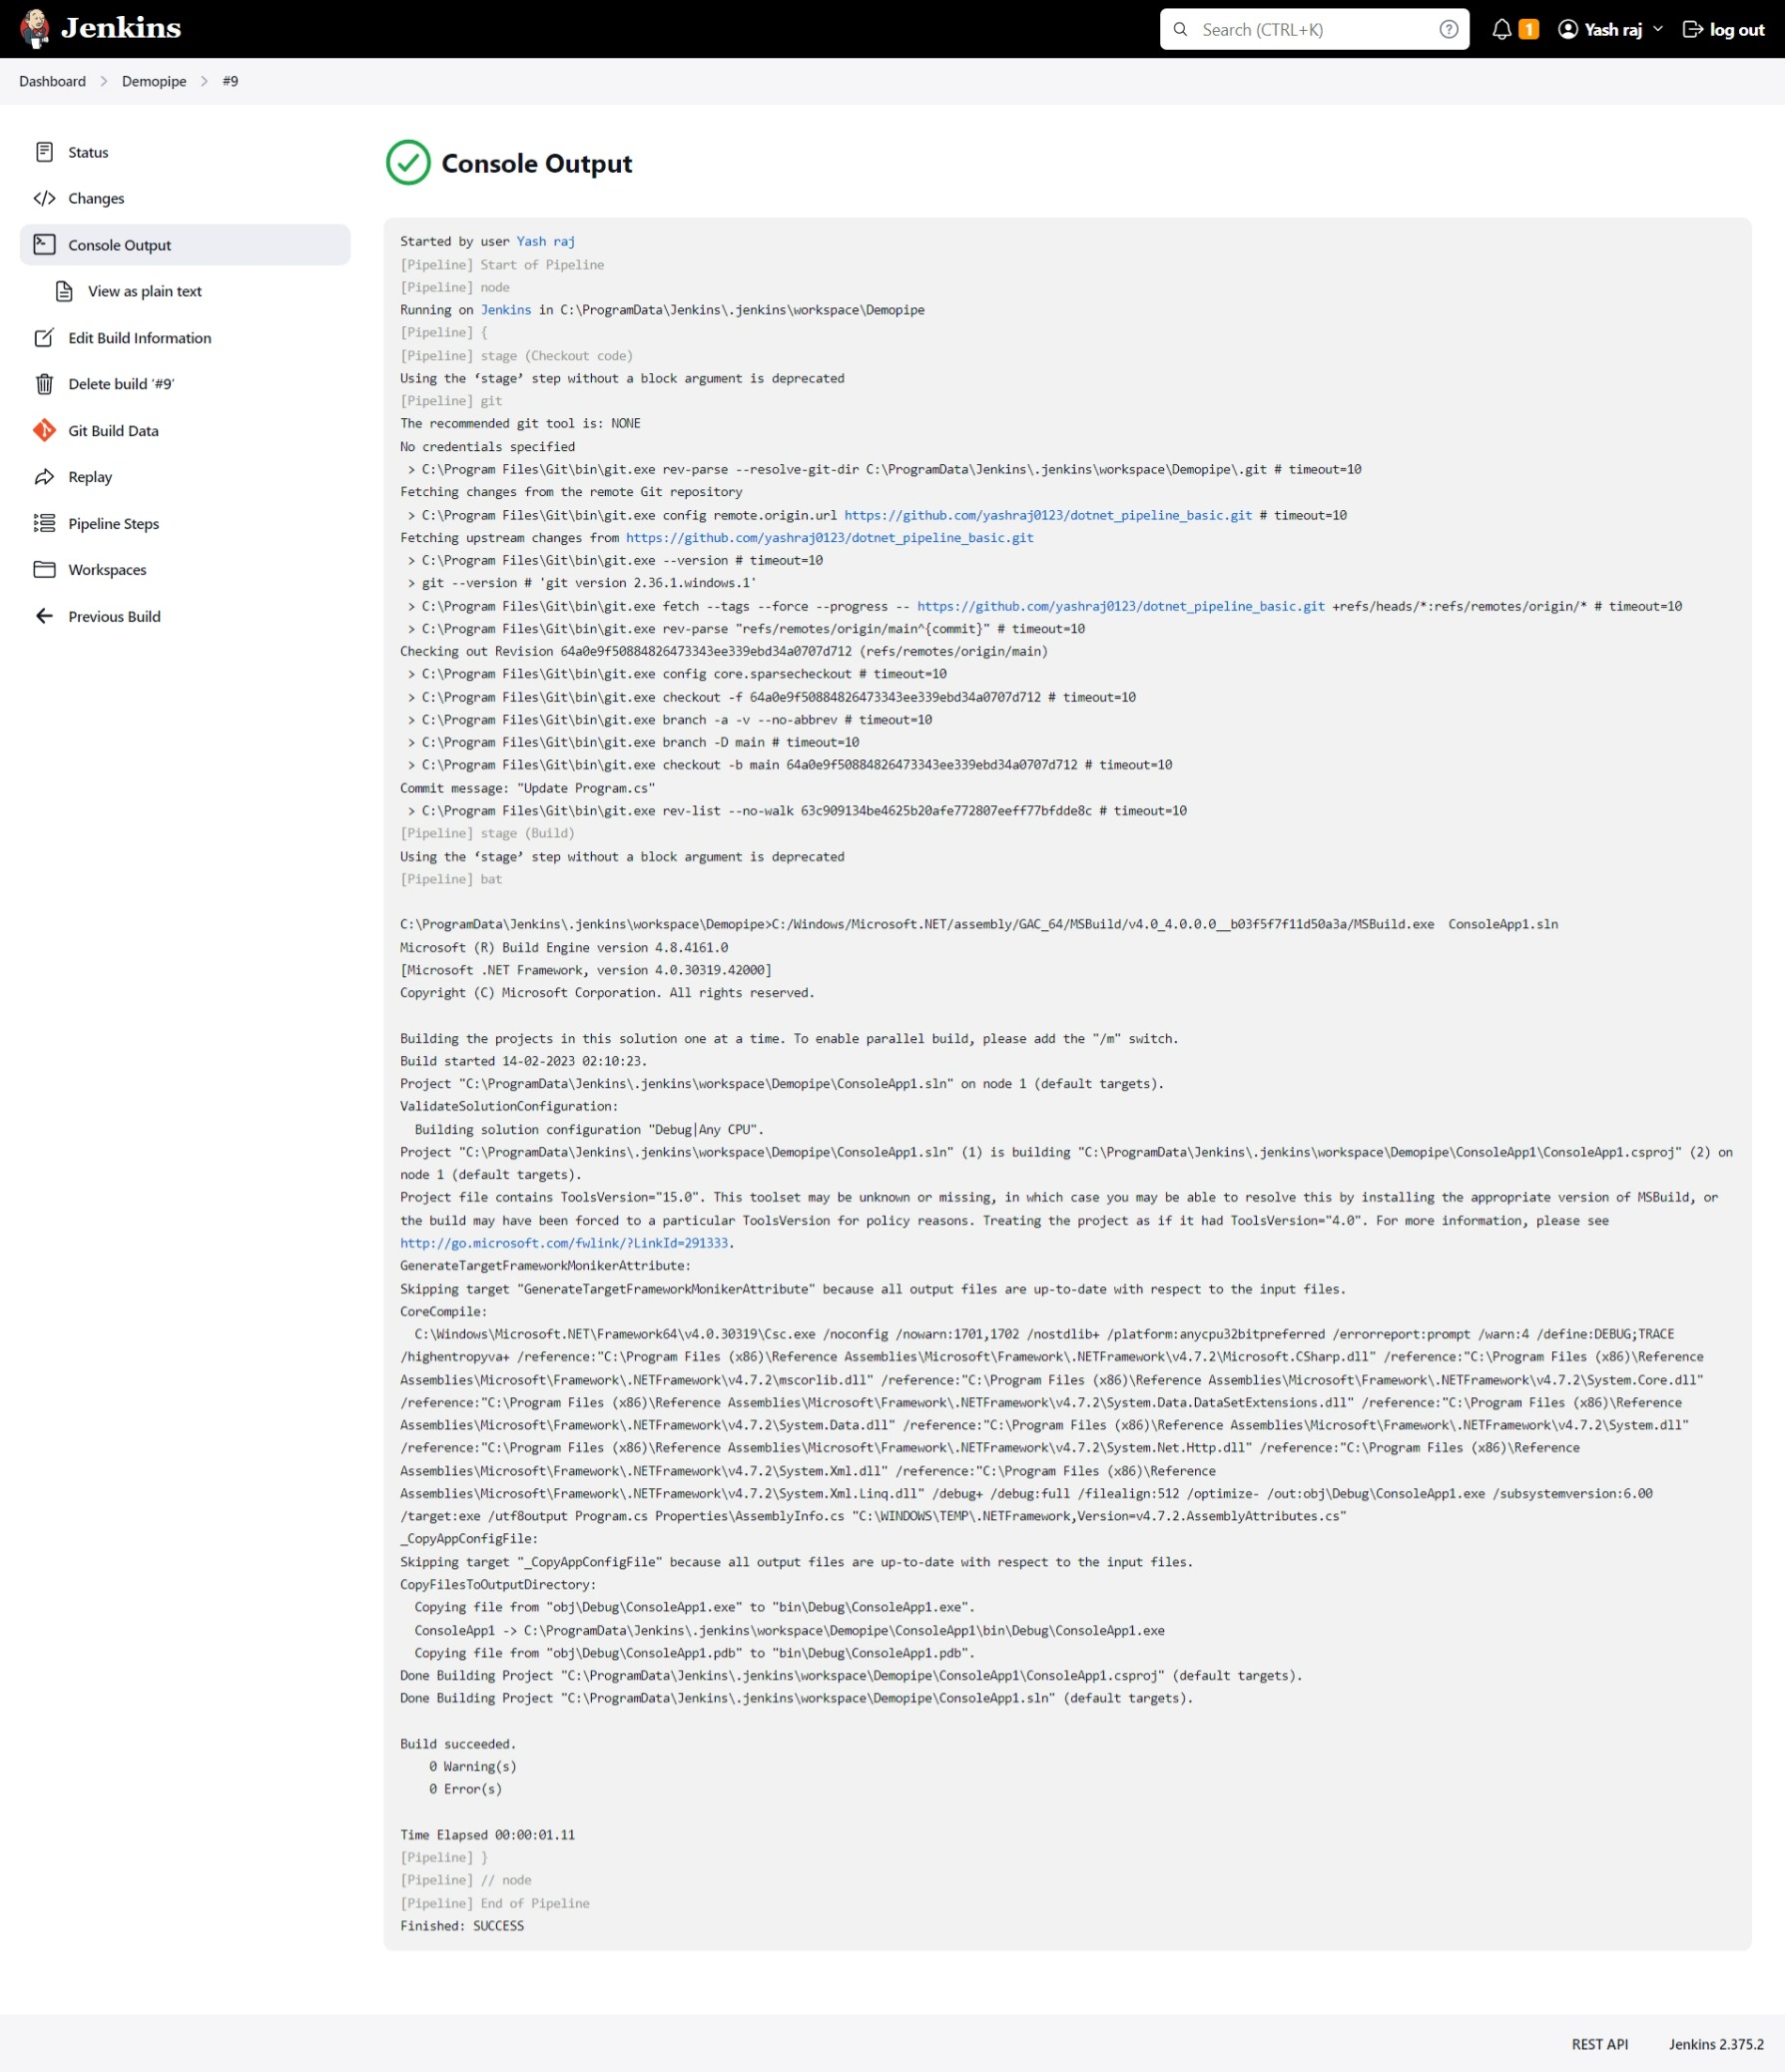 Jenkins
Search (CTRL+K)
1
Yash raj
log out
Dashboard
Demopipe
#9
Status
Changes
Console Output
View as plain text
Edit Build Information
Delete build ‘#9’
Git Build Data
Replay
Pipeline Steps
Workspaces
Previous Build
Console Output
Started by user Yash raj
[Pipeline] Start of Pipeline
[Pipeline] node
Running on Jenkins in C:\ProgramData\Jenkins\.jenkins\workspace\Demopipe
[Pipeline] {
[Pipeline] stage (Checkout code)
Using the ‘stage’ step without a block argument is deprecated
[Pipeline] git
The recommended git tool is: NONE
No credentials specified
> C:\Program Files\Git\bin\git.exe rev-parse --resolve-git-dir C:\ProgramData\Jenkins\.jenkins\workspace\Demopipe\.git # timeout=10
Fetching changes from the remote Git repository
> C:\Program Files\Git\bin\git.exe config remote.origin.url https://github.com/yashraj0123/dotnet_pipeline_basic.git # timeout=10
Fetching upstream changes from https://github.com/yashraj0123/dotnet_pipeline_basic.git
> C:\Program Files\Git\bin\git.exe --version # timeout=10
> git --version # 'git version 2.36.1.windows.1'
> C:\Program Files\Git\bin\git.exe fetch --tags --force --progress -- https://github.com/yashraj0123/dotnet_pipeline_basic.git +refs/heads/*:refs/remotes/origin/* # timeout=10
> C:\Program Files\Git\bin\git.exe rev-parse "refs/remotes/origin/main^{commit}" # timeout=10
Checking out Revision 64a0e9f50884826473343ee339ebd34a0707d712 (refs/remotes/origin/main)
> C:\Program Files\Git\bin\git.exe config core.sparsecheckout # timeout=10
> C:\Program Files\Git\bin\git.exe checkout -f 64a0e9f50884826473343ee339ebd34a0707d712 # timeout=10
> C:\Program Files\Git\bin\git.exe branch -a -v --no-abbrev # timeout=10
> C:\Program Files\Git\bin\git.exe branch -D main # timeout=10
> C:\Program Files\Git\bin\git.exe checkout -b main 64a0e9f50884826473343ee339ebd34a0707d712 # timeout=10
Commit message: "Update Program.cs"
> C:\Program Files\Git\bin\git.exe rev-list --no-walk 63c909134be4625b20afe772807eeff77bfdde8c # timeout=10
[Pipeline] stage (Build)
Using the ‘stage’ step without a block argument is deprecated
[Pipeline] bat
C:\ProgramData\Jenkins\.jenkins\workspace\Demopipe>C:/Windows/Microsoft.NET/assembly/GAC_64/MSBuild/v4.0_4.0.0.0__b03f5f7f11d50a3a/MSBuild.exe  ConsoleApp1.sln
Microsoft (R) Build Engine version 4.8.4161.0
[Microsoft .NET Framework, version 4.0.30319.42000]
Copyright (C) Microsoft Corporation. All rights reserved.
Building the projects in this solution one at a time. To enable parallel build, please add the "/m" switch.
Build started 14-02-2023 02:10:23.
Project "C:\ProgramData\Jenkins\.jenkins\workspace\Demopipe\ConsoleApp1.sln" on node 1 (default targets).
ValidateSolutionConfiguration:
Building solution configuration "Debug|Any CPU".
Project "C:\ProgramData\Jenkins\.jenkins\workspace\Demopipe\ConsoleApp1.sln" (1) is building "C:\ProgramData\Jenkins\.jenkins\workspace\Demopipe\ConsoleApp1\ConsoleApp1.csproj" (2) on
node 1 (default targets).
Project file contains ToolsVersion="15.0". This toolset may be unknown or missing, in which case you may be able to resolve this by installing the appropriate version of MSBuild, or
the build may have been forced to a particular ToolsVersion for policy reasons. Treating the project as if it had ToolsVersion="4.0". For more information, please see
http://go.microsoft.com/fwlink/?LinkId=291333.
GenerateTargetFrameworkMonikerAttribute:
Skipping target "GenerateTargetFrameworkMonikerAttribute" because all output files are up-to-date with respect to the input files.
CoreCompile:
C:\Windows\Microsoft.NET\Framework64\v4.0.30319\Csc.exe /noconfig /nowarn:1701,1702 /nostdlib+ /platform:anycpu32bitpreferred /errorreport:prompt /warn:4 /define:DEBUG;TRACE
/highentropyva+ /reference:"C:\Program Files (x86)\Reference Assemblies\Microsoft\Framework\.NETFramework\v4.7.2\Microsoft.CSharp.dll" /reference:"C:\Program Files (x86)\Reference
Assemblies\Microsoft\Framework\.NETFramework\v4.7.2\mscorlib.dll" /reference:"C:\Program Files (x86)\Reference Assemblies\Microsoft\Framework\.NETFramework\v4.7.2\System.Core.dll"
/reference:"C:\Program Files (x86)\Reference Assemblies\Microsoft\Framework\.NETFramework\v4.7.2\System.Data.DataSetExtensions.dll" /reference:"C:\Program Files (x86)\Reference
Assemblies\Microsoft\Framework\.NETFramework\v4.7.2\System.Data.dll" /reference:"C:\Program Files (x86)\Reference Assemblies\Microsoft\Framework\.NETFramework\v4.7.2\System.dll"
/reference:"C:\Program Files (x86)\Reference Assemblies\Microsoft\Framework\.NETFramework\v4.7.2\System.Net.Http.dll" /reference:"C:\Program Files (x86)\Reference
Assemblies\Microsoft\Framework\.NETFramework\v4.7.2\System.Xml.dll" /reference:"C:\Program Files (x86)\Reference
Assemblies\Microsoft\Framework\.NETFramework\v4.7.2\System.Xml.Linq.dll" /debug+ /debug:full /filealign:512 /optimize- /out:obj\Debug\ConsoleApp1.exe /subsystemversion:6.00
/target:exe /utf8output Program.cs Properties\AssemblyInfo.cs "C:\WINDOWS\TEMP\.NETFramework,Version=v4.7.2.AssemblyAttributes.cs"
_CopyAppConfigFile:
Skipping target "_CopyAppConfigFile" because all output files are up-to-date with respect to the input files.
CopyFilesToOutputDirectory:
Copying file from "obj\Debug\ConsoleApp1.exe" to "bin\Debug\ConsoleApp1.exe".
ConsoleApp1 -> C:\ProgramData\Jenkins\.jenkins\workspace\Demopipe\ConsoleApp1\bin\Debug\ConsoleApp1.exe
Copying file from "obj\Debug\ConsoleApp1.pdb" to "bin\Debug\ConsoleApp1.pdb".
Done Building Project "C:\ProgramData\Jenkins\.jenkins\workspace\Demopipe\ConsoleApp1\ConsoleApp1.csproj" (default targets).
Done Building Project "C:\ProgramData\Jenkins\.jenkins\workspace\Demopipe\ConsoleApp1.sln" (default targets).
Build succeeded.
0 Warning(s)
0 Error(s)
Time Elapsed 00:00:01.11
[Pipeline] }
[Pipeline] // node
[Pipeline] End of Pipeline
Finished: SUCCESS
REST API
Jenkins 2.375.2